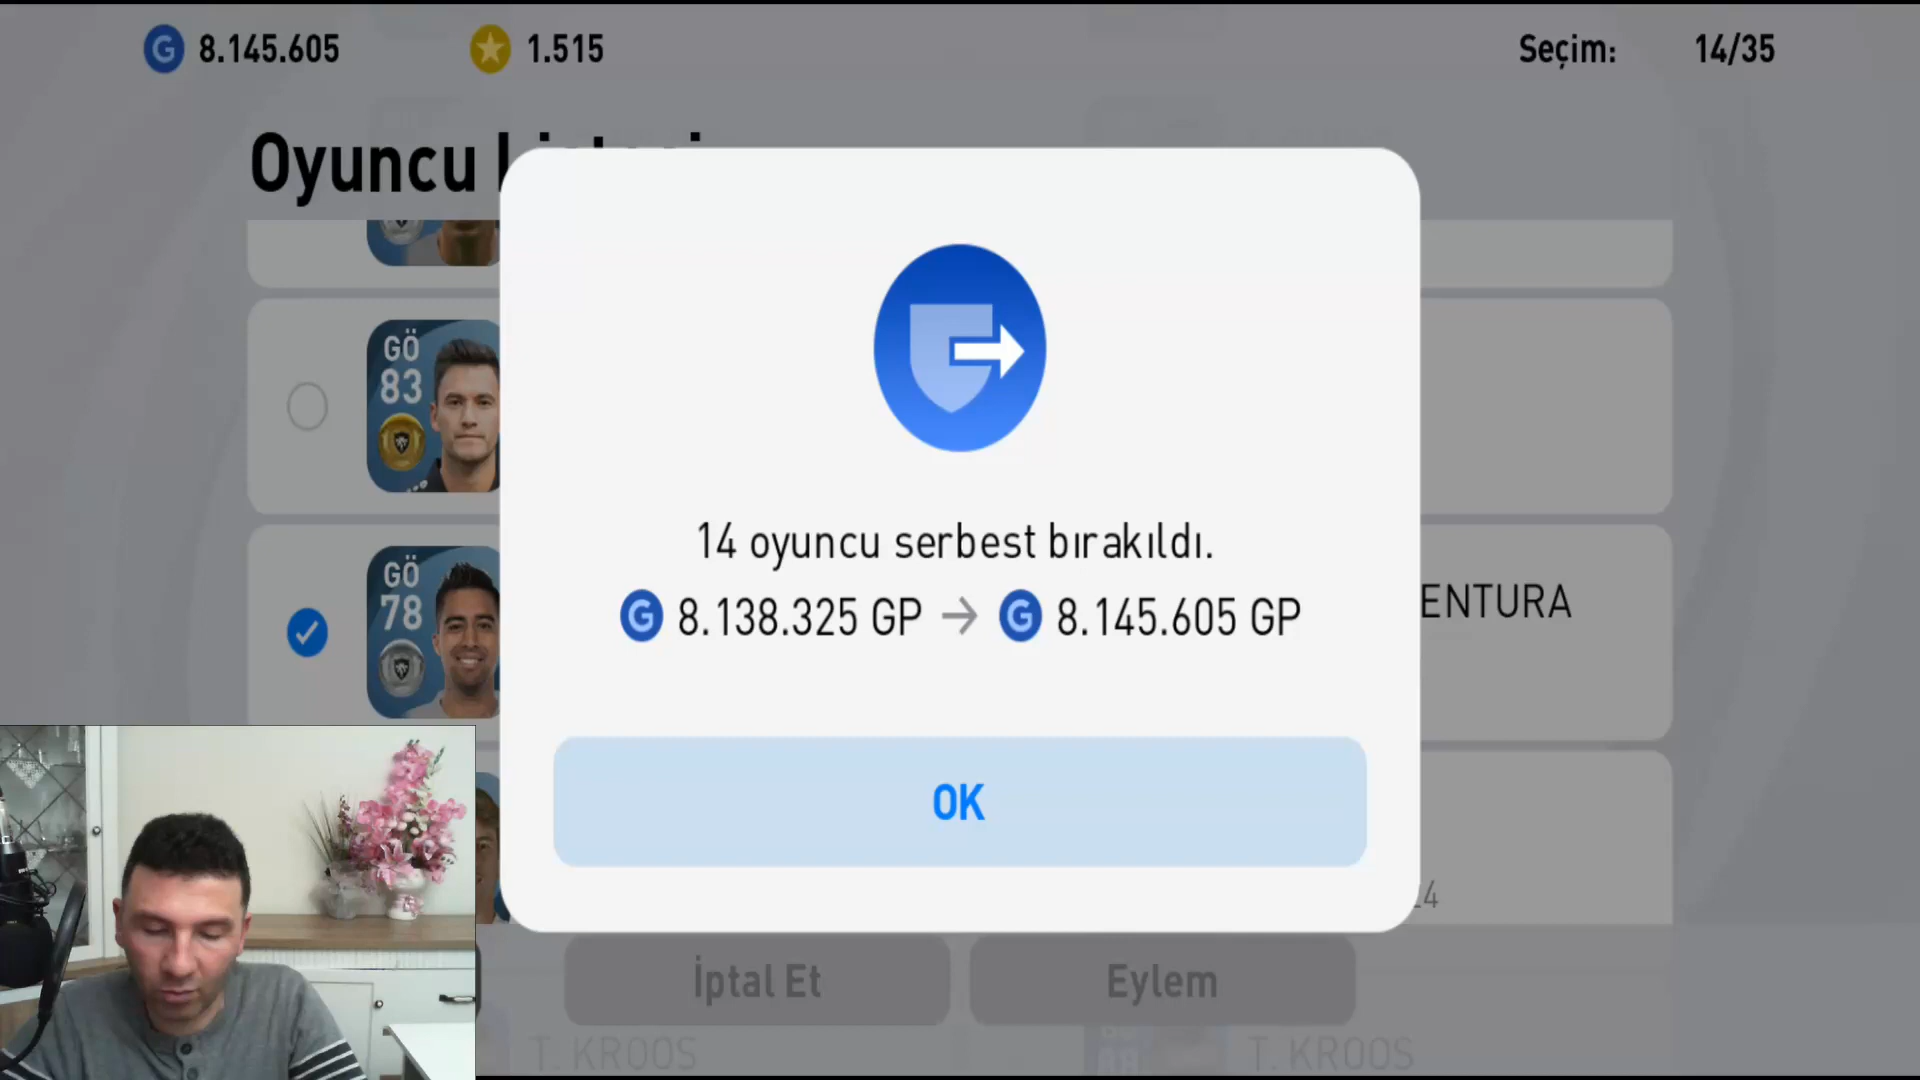 8.145.605
1.515
Seçim: 14/35
Oyuncu
GÖ
83
14 oyuncu serbest bırakıldı.
GÖ
78
8.138.325 GP → 8.145.605 GP
ENTURA
OK
24
İptal Et
Eylem
T. KROOS
T. KROOS